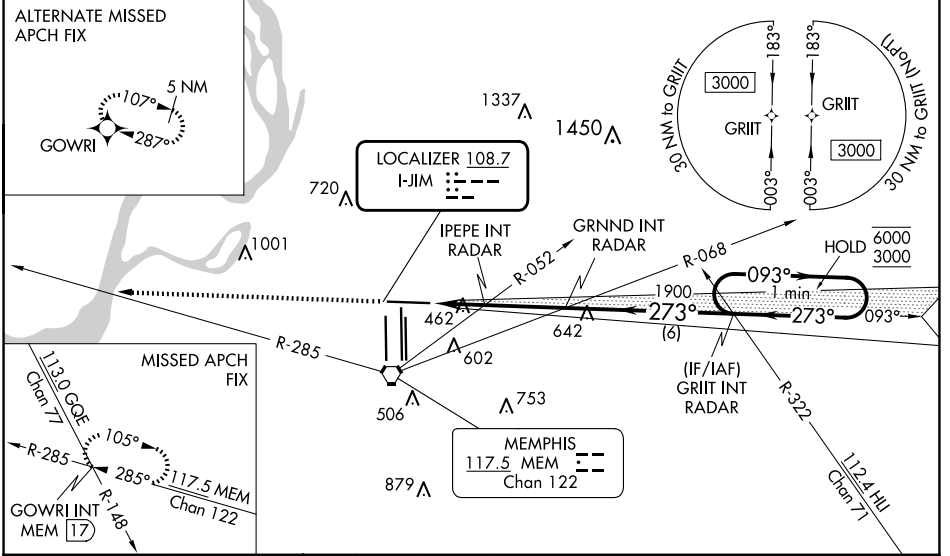 ALTERNATE MISSED
APCH FIX
5 NM
107°
287°
GOWRI
1337
1450
720
1001
LOCALIZER 108.7
I-JIM
30 NM to GRIIT
183°
183°
3000
GRIIT
GRIIT
3000
003°
003°
30 NM to GRIIT (NoPT)
IPEPE INT
RADAR
GRNND INT
RADAR
R-052
R-068
HOLD
6000
3000
093°
1 min
1900
273°
(6)
273°
093°
462
642
602
(IF/IAF)
GRIIT INT
RADAR
R-322
112.4 HLI
Chan 71
R-285
506
753
MEMPHIS
117.5 MEM
Chan 122
879
MISSED APCH
FIX
113.0 GQE
Chan 77
105°
R-285
285°
117.5 MEM
Chan 122
GOWRI INT
MEM 17
R-148